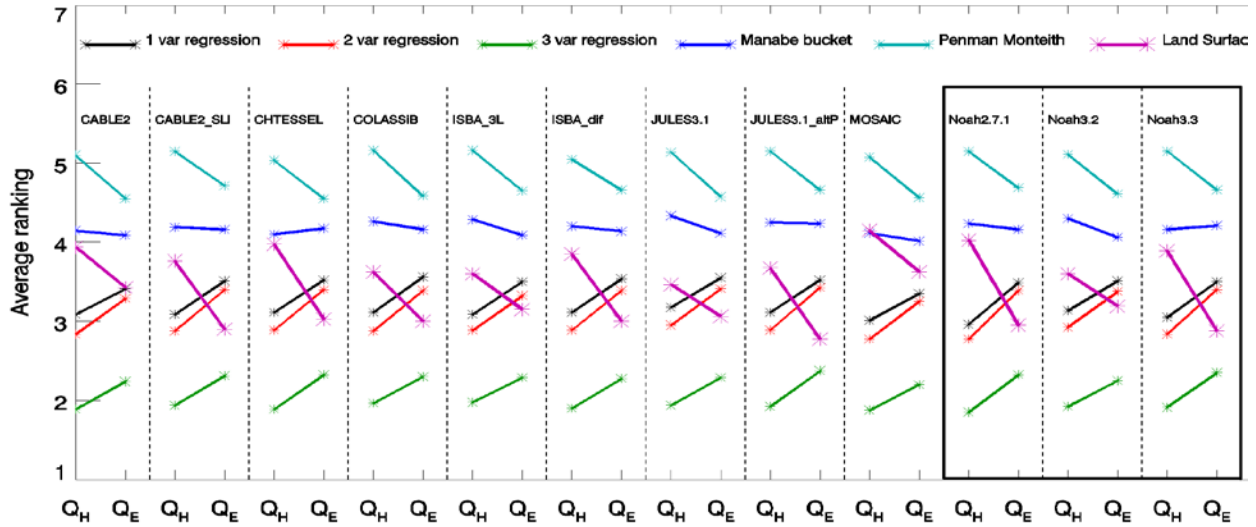 7
1 var regression 2 var regression 3 var regression Manabe bucket Penman Monteith Land Surfac
6
CABLE2 CABLE2_SLI CHTESSEL COLASSiB ISBA_3L ISBA_dif JULES3.1 JULES3.1_altP MOSAIC Noah2.7.1 Noah3.2 Noah3.3
5
Average ranking
4
3
2
1
QH QE QH QE QH QE QH QE QH QE QH QE QH QE QH QE QH QE QH QE QH QE QH QE